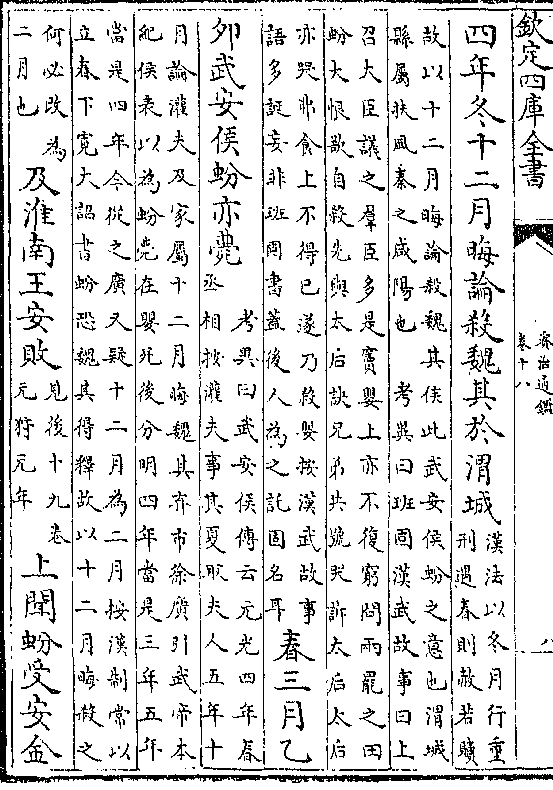 欽定四庫全書
資治通鑑
卷十八
八
四年冬十二月晦論殺魏其於渭城
漢法以冬月行重
刑遇春則赦若贖
故以十二月晦論殺魏其侯此武安侯蚡之意也渭城
縣屬扶風秦之咸陽也 考異曰班固漢武故事曰上
召大臣議之羣臣多是竇嬰上亦不復窮問兩罷之田
蚡大恨欲自殺先與太后訣兄弟共號哭訴太后太后
亦哭弗食上不得已遂乃殺嬰按漢武故事
語多誕妄非班固書蓋後人為之託固名耳
春三月乙
夘武安侯蚡亦薨
考異曰武安侯傳云元光四年春
丞相按灌夫事其夏取夫人五年十
月論灌夫及家屬十二月晦魏其弃市徐廣引武帝本
紀侯表以為蚡薨在嬰死後分明四年當是三年五年
當是四年今從之廣又疑十二月為二月按漢制常以
立春下寛大詔書蚡恐魏其得釋故以十二月晦殺之
何必改為
二月也
及淮南王安敗
見後十九卷
元狩元年
上聞蚡受安金